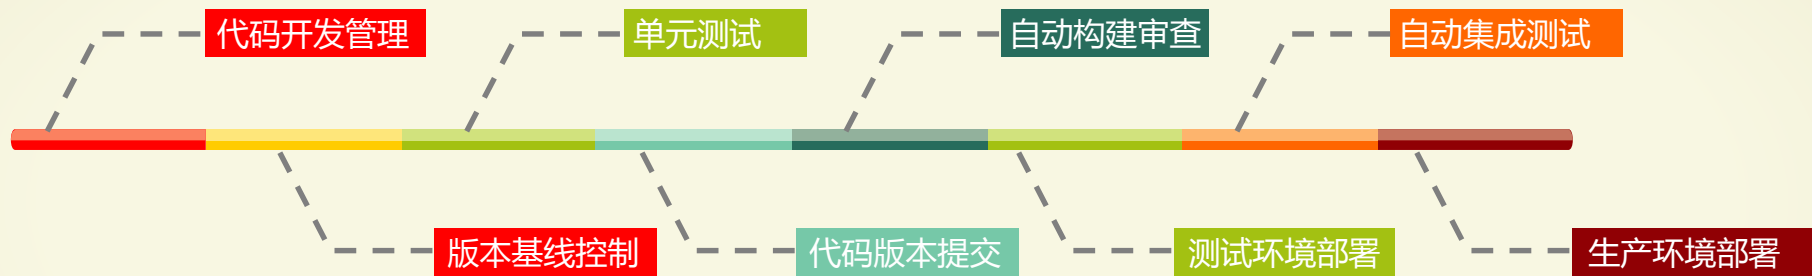 代码开发管理
单元测试
自动构建审查
自动集成测试
版本基线控制
代码版本提交
测试环境部署
生产环境部署